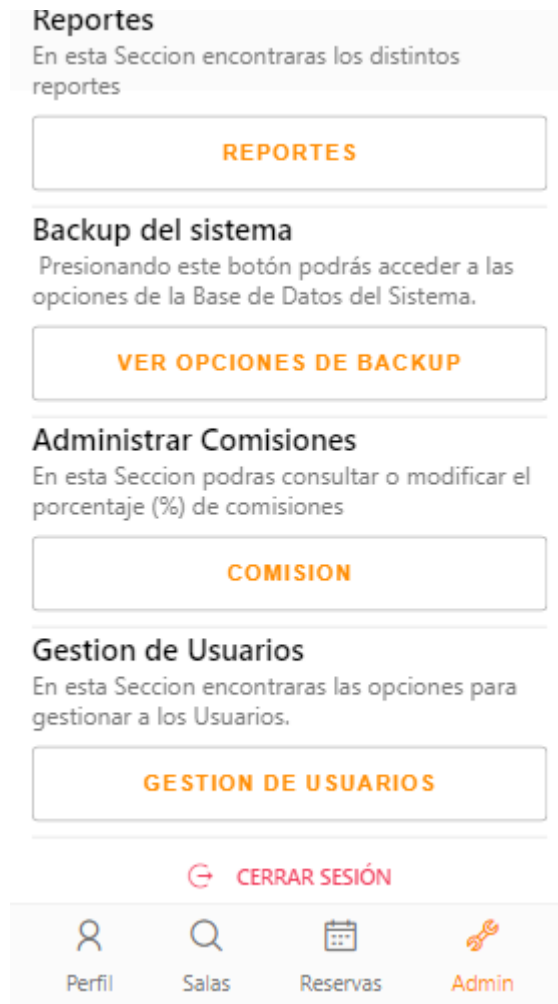 Reportes
En esta Seccion encontraras los distintos
reportes
REPORTES
Backup del sistema
Presionando este botón podrás acceder a las
opciones de la Base de Datos del Sistema.
VER OPCIONES DE BACKUP
Administrar Comisiones
En esta Seccion podras consultar o modificar el
porcentaje (%) de comisiones
COMISION
Gestion de Usuarios
En esta Seccion encontraras las opciones para
gestionar a los Usuarios.
GESTION DE USUARIOS
CERRAR SESIÓN
Perfil Salas Reservas Admin